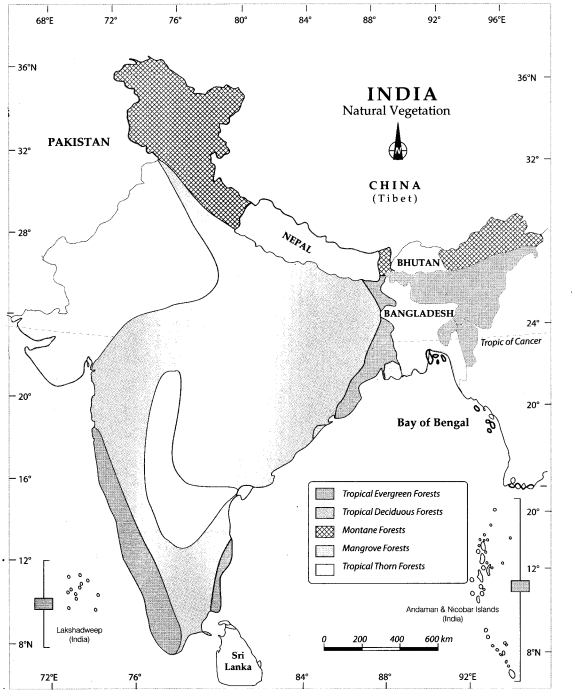 68°E 72° 76° 80° 84° 88° 92° 96°E
36°N 36°N
INDIA
Natural Vegetation
PAKISTAN
N
32° 32°
CHINA
(Tibet)
28° 28°
NEPAL
BHUTAN
BANGLADESH
24°
Tropic of Cancer
20° 20°
Bay of Bengal
16°
Tropical Evergreen Forests
Tropical Deciduous Forests
Montane Forests
Mangrove Forests
Tropical Thorn Forests
20°
12° 12°
Lakshadweep
(India)
Andaman & Nicobar Islands
(India)
8°N 8°N
Sri
Lanka
0 200 400 600 km
72° 76° 80° 84° 88° 92°E